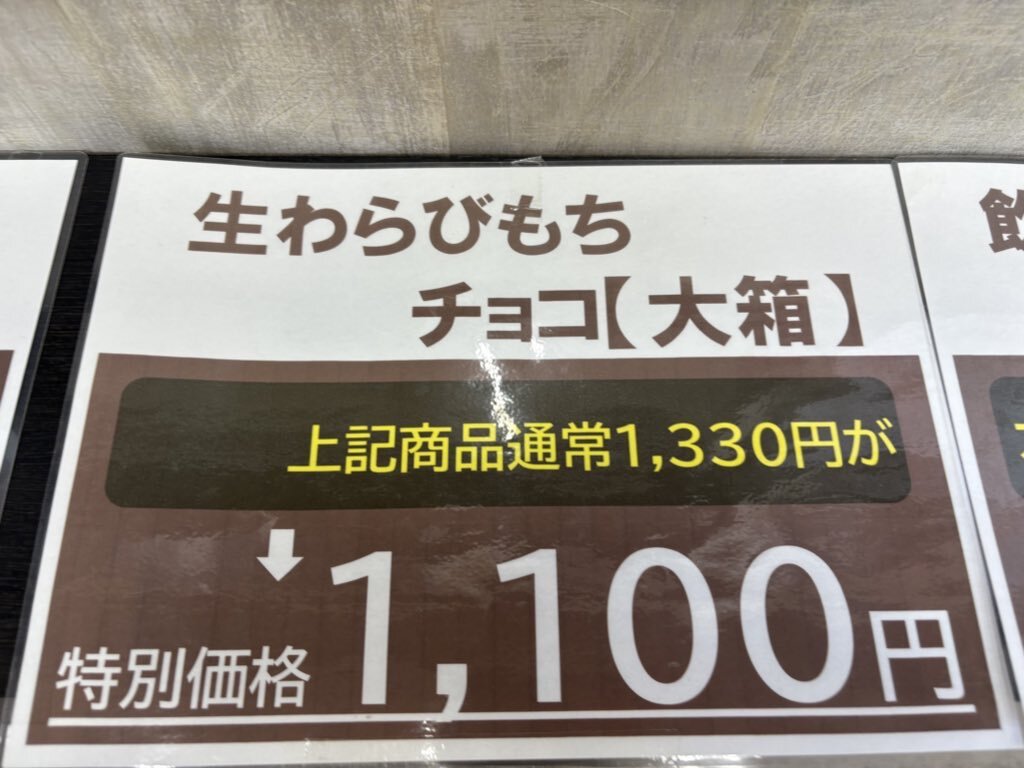 生わらびもち
チョコ【大箱】
上記商品通常1,330円が
↓
特別価格 1,100円
飲